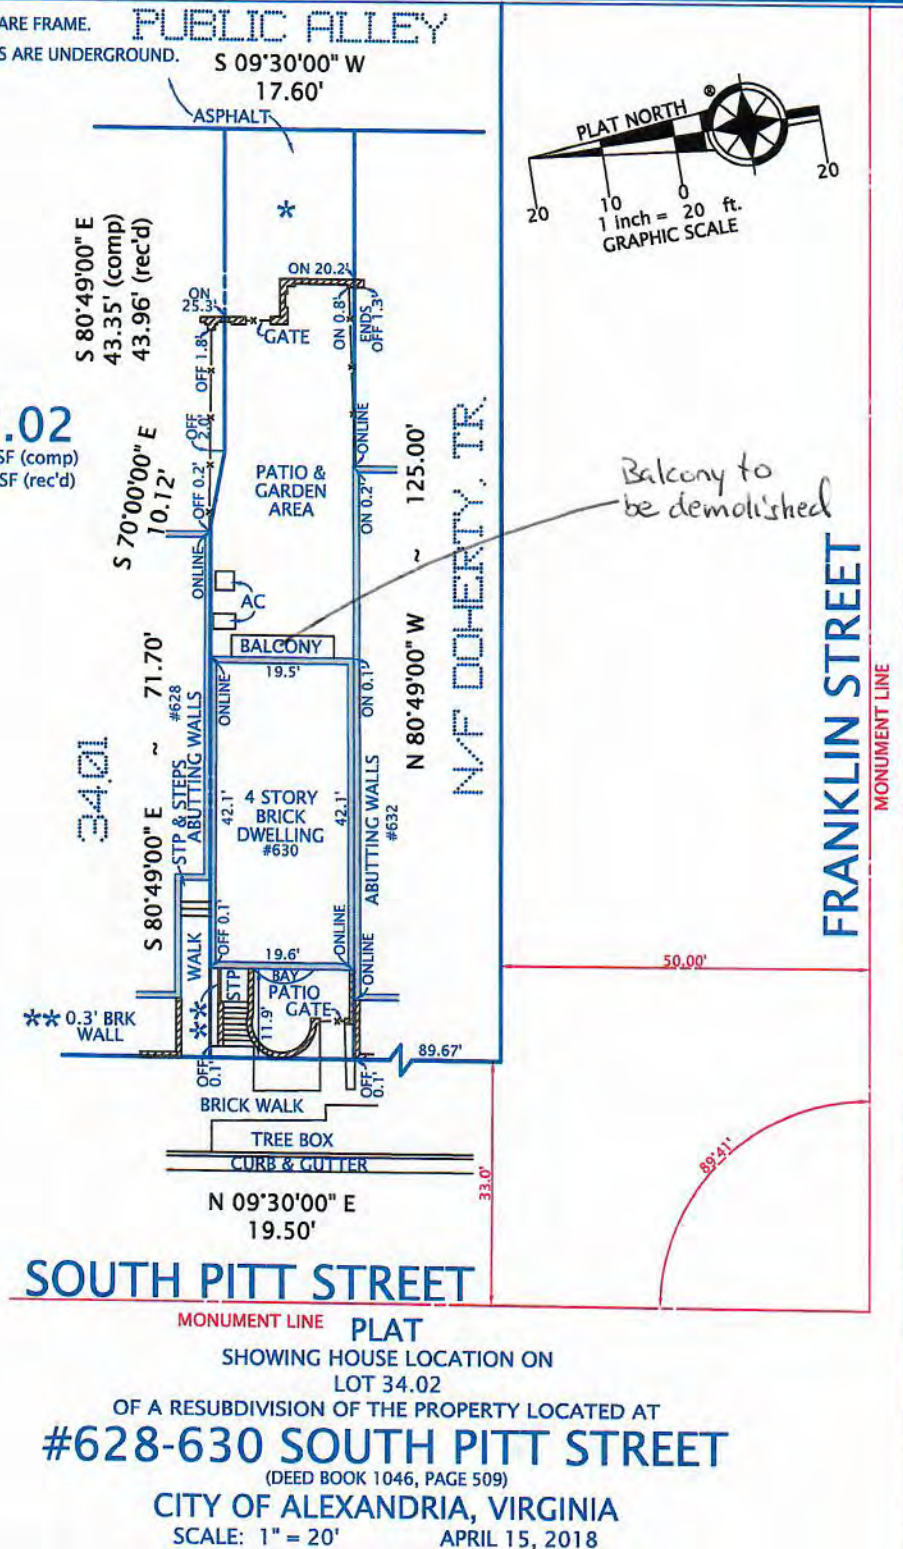 ARE FRAME.
S ARE UNDERGROUND.
PUBLIC ALLEY
S 09°30'00" W
17.60'
ASPHALT
*
PLAT NORTH
®
20
10
0
20
1 inch = 20 ft.
GRAPHIC SCALE
S 80°49'00" E
43.35' (comp)
43.96' (rec'd)
ON 20.2'
ON
25.3'
GATE
ON 0.8'
ENDS
OFF 1.3'
OFF 1.8'
OFF
2.0'
ONLINE
.02
SF (comp)
SF (rec'd)
S 70°00'00" E
10.12'
OFF 0.2'
PATIO &
GARDEN
AREA
ON 0.2'
Balcony to
be demolished
ONLINE
AC
BALCONY
19.5'
N 80°49'00" W ~ 125.00'
N/F DOHERTY, TR.
FRANKLIN STREET
MONUMENT LINE
S 80°49'00" E ~ 71.70'
34.01
#628
ABUTTING WALLS
STP & STEPS
ONLINE
ON 0.1'
42.1'
4 STORY
BRICK
DWELLING
#630
42.1'
ABUTTING WALLS
#632
WALK
OFF 0.1'
19.6'
ONLINE
ONLINE
50.00'
STP
BAY
PATIO
GATE
11.9'
**
** 0.3' BRK
WALL
OFF
0.1'
OFF
0.1'
89.67'
BRICK WALK
TREE BOX
CURB & GUTTER
33.0'
89°41'
N 09°30'00" E
19.50'
SOUTH PITT STREET
MONUMENT LINE
PLAT
SHOWING HOUSE LOCATION ON
LOT 34.02
OF A RESUBDIVISION OF THE PROPERTY LOCATED AT
#628-630 SOUTH PITT STREET
(DEED BOOK 1046, PAGE 509)
CITY OF ALEXANDRIA, VIRGINIA
SCALE: 1" = 20' APRIL 15, 2018